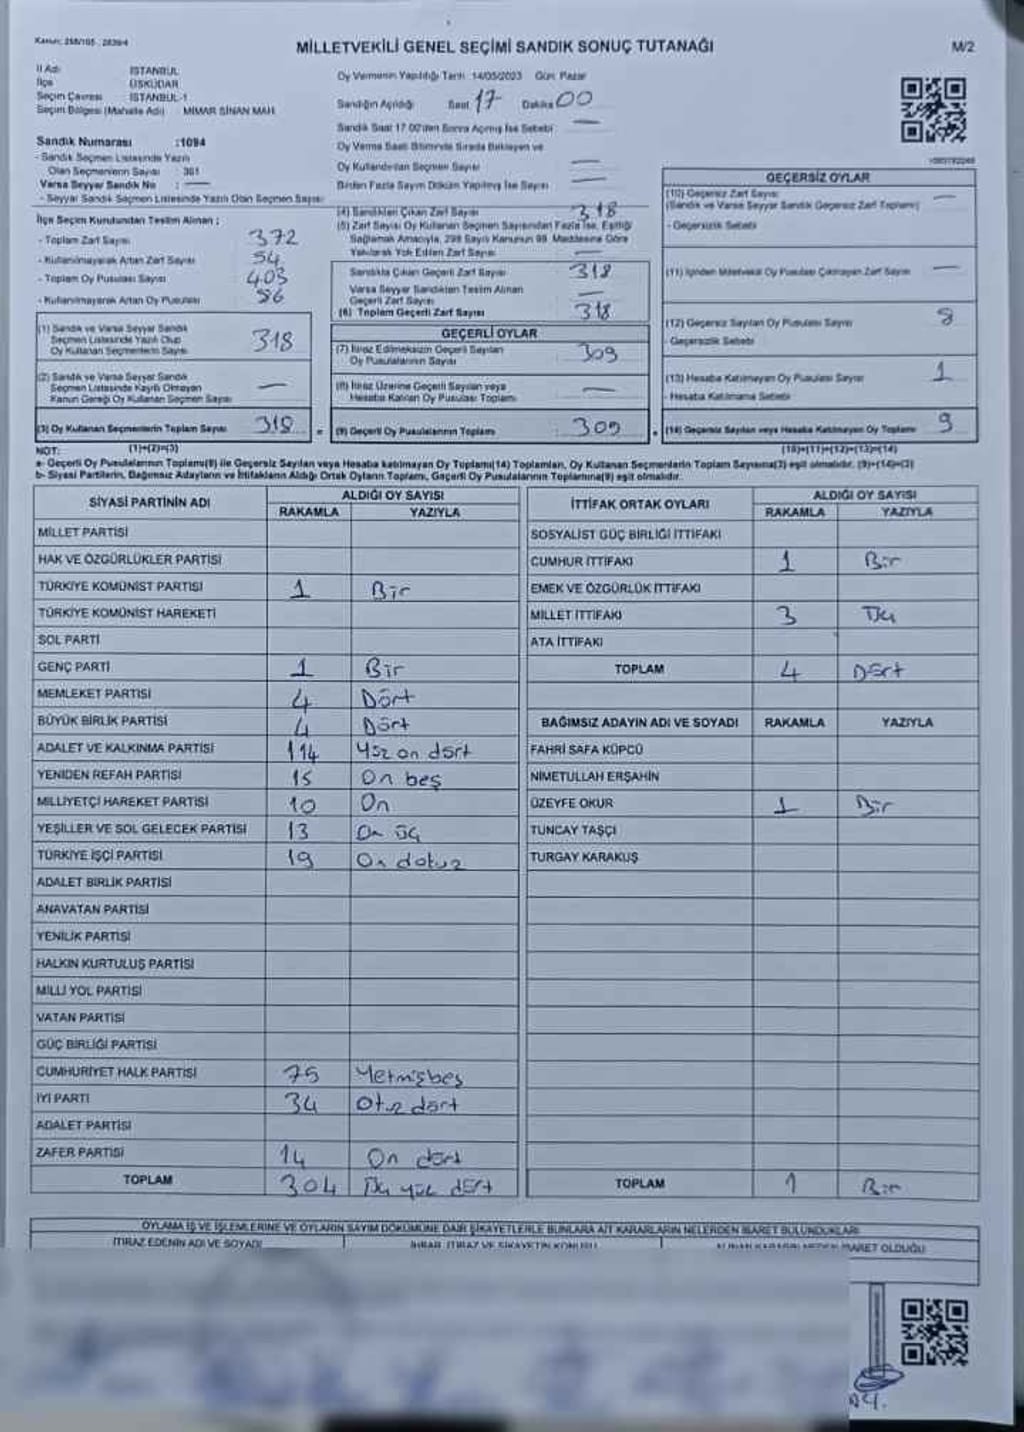 Kanun: 298/105 , 2839/4
MİLLETVEKİLİ GENEL SEÇİMİ SANDIK SONUÇ TUTANAĞI
M/2
İl Adı İSTANBUL
İlçe ÜSKÜDAR
Seçim Çevresi İSTANBUL-1
Seçim Bölgesi (Mahalle Adı) MİMAR SİNAN MAH.
Sandık Numarası :1094
- Sandık Seçmen Listesinde Yazılı
Olan Seçmenlerin Sayısı 361
Varsa Seyyar Sandık No : —
- Seyyar Sandık Seçmen Listesinde Yazılı Olan Seçmen Sayısı
Oy Vermenin Yapıldığı Tarih 14/05/2023 Gün Pazar
Sandığın Açıldığı Saat 17 Dakika 00
Sandık Saat 17.00'den Sonra Açılmış İse Sebebi —
Oy Verme Saati Bitiminde Sırada Bekleyen ve
Oy Kullandırılan Seçmen Sayısı —
Birden Fazla Sayım Döküm Yapılmış İse Sayısı —
İlçe Seçim Kurulundan Teslim Alınan ;
- Toplam Zarf Sayısı 372
- Kullanılmayarak Artan Zarf Sayısı 54
- Toplam Oy Pusulası Sayısı 403
- Kullanılmayarak Artan Oy Pusulası 86
(1) Sandık ve Varsa Seyyar Sandık
Seçmen Listesinde Yazılı Olup
Oy Kullanan Seçmenlerin Sayısı 318
(2) Sandık ve Varsa Seyyar Sandık
Seçmen Listesinde Kayıtlı Olmayan
Kanun Gereği Oy Kullanan Seçmen Sayısı —
(3) Oy Kullanan Seçmenlerin Toplam Sayısı 318 =
(4) Sandıktan Çıkan Zarf Sayısı 318
(5) Zarf Sayısı Oy Kullanan Seçmen Sayısından Fazla İse, Eşitliği
Sağlamak Amacıyla, 298 Sayılı Kanunun 98. Maddesine Göre
Yakılarak Yok Edilen Zarf Sayısı —
Sandıkta Çıkan Geçerli Zarf Sayısı 318
Varsa Seyyar Sandıktan Teslim Alınan
Geçerli Zarf Sayısı —
(6) Toplam Geçerli Zarf Sayısı 318
GEÇERLİ OYLAR
(7) İtiraz Edilmeksizin Geçerli Sayılan
Oy Pusulalarının Sayısı 309
(8) İtiraz Üzerine Geçerli Sayılan veya
Hesaba Katılan Oy Pusulası Toplamı —
(9) Geçerli Oy Pusulalarının Toplamı 309
GEÇERSİZ OYLAR
(10) Geçersiz Zarf Sayısı —
(Sandık ve Varsa Seyyar Sandık Geçersiz Zarf Toplamı)
- Geçersizlik Sebebi
(11) İçinden Milletvekili Oy Pusulası Çıkmayan Zarf Sayısı —
(12) Geçersiz Sayılan Oy Pusulası Sayısı 8
- Geçersizlik Sebebi
(13) Hesaba Katılmayan Oy Pusulası Sayısı 1
- Hesaba Katılmama Sebebi
(14) Geçersiz Sayılan veya Hesaba Katılmayan Oy Toplamı 9
NOT: (1)+(2)=(3) (10)+(11)+(12)+(13)=(14)
a- Geçerli Oy Pusulalarının Toplamı(9) ile Geçersiz Sayılan veya Hesaba katılmayan Oy Toplamı(14) Toplamları, Oy Kullanan Seçmenlerin Toplam Sayısına(3) eşit olmalıdır. (9)+(14)=(3)
b- Siyasi Partilerin, Bağımsız Adayların ve İttifakların Aldığı Ortak Oyların Toplamı, Geçerli Oy Pusulalarının Toplamına(9) eşit olmalıdır.
SİYASİ PARTİNİN ADI ALDIĞI OY SAYISI
RAKAMLA YAZIYLA
MİLLET PARTİSİ
HAK VE ÖZGÜRLÜKLER PARTİSİ
TÜRKİYE KOMÜNİST PARTİSİ 1 Bir
TÜRKİYE KOMÜNİST HAREKETİ
SOL PARTİ
GENÇ PARTİ 1 Bir
MEMLEKET PARTİSİ 4 Dört
BÜYÜK BİRLİK PARTİSİ 4 Dört
ADALET VE KALKINMA PARTİSİ 114 Yüz on dört
YENİDEN REFAH PARTİSİ 15 On beş
MİLLİYETÇİ HAREKET PARTİSİ 10 On
YEŞİLLER VE SOL GELECEK PARTİSİ 13 On üç
TÜRKİYE İŞÇİ PARTİSİ 19 On dokuz
ADALET BİRLİK PARTİSİ
ANAVATAN PARTİSİ
YENİLİK PARTİSİ
HALKIN KURTULUŞ PARTİSİ
MİLLİ YOL PARTİSİ
VATAN PARTİSİ
GÜÇ BİRLİĞİ PARTİSİ
CUMHURİYET HALK PARTİSİ 75 Yetmişbeş
İYİ PARTİ 34 Otuz dört
ADALET PARTİSİ
ZAFER PARTİSİ 14 On dört
TOPLAM 304 Üç yüz dört
İTTİFAK ORTAK OYLARI ALDIĞI OY SAYISI
RAKAMLA YAZIYLA
SOSYALİST GÜÇ BİRLİĞİ İTTİFAKI
CUMHUR İTTİFAKI 1 Bir
EMEK VE ÖZGÜRLÜK İTTİFAKI
MİLLET İTTİFAKI 3 Üç
ATA İTTİFAKI
TOPLAM 4 Dört
BAĞIMSIZ ADAYIN ADI VE SOYADI RAKAMLA YAZIYLA
FAHRİ SAFA KÜPCÜ
NİMETULLAH ERŞAHİN
ÜZEYFE OKUR 1 Bir
TUNCAY TAŞÇI
TURGAY KARAKUŞ
TOPLAM 1 Bir
OYLAMA İŞ VE İŞLEMLERİNE VE OYLARIN SAYIM DÖKÜMÜNE DAİR ŞİKAYETLERLE BUNLARA AİT KARARLARIN NELERDEN İBARET BULUNDUKLARI
İTİRAZ EDENİN ADI VE SOYADI İHBAR, İTİRAZ VE ŞİKAYETİN KONUSU